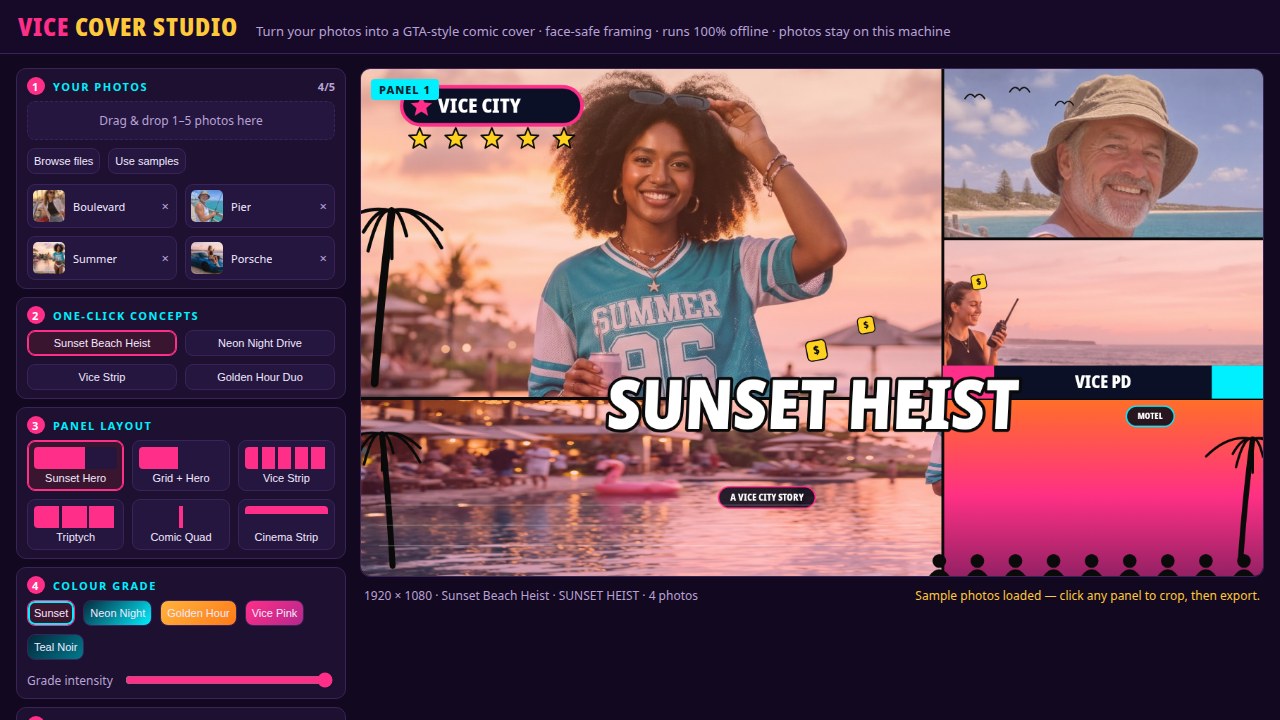 VICE COVER STUDIO
Turn your photos into a GTA-style comic cover · face-safe framing · runs 100% offline · photos stay on this machine
1 YOUR PHOTOS 4/5
Drag & drop 1–5 photos here
Browse files Use samples
Boulevard × Pier ×
Summer × Porsche ×
2 ONE-CLICK CONCEPTS
Sunset Beach Heist Neon Night Drive
Vice Strip Golden Hour Duo
3 PANEL LAYOUT
Sunset Hero Grid + Hero Vice Strip
Triptych Comic Quad Cinema Strip
4 COLOUR GRADE
Sunset Neon Night Golden Hour Vice Pink
Teal Noir
Grade intensity
PANEL 1
VICE CITY
SUMMER
96
$
$
$
SUNSET HEIST
VICE PD
MOTEL
A VICE CITY STORY
1920 × 1080 · Sunset Beach Heist · SUNSET HEIST · 4 photos
Sample photos loaded — click any panel to crop, then export.